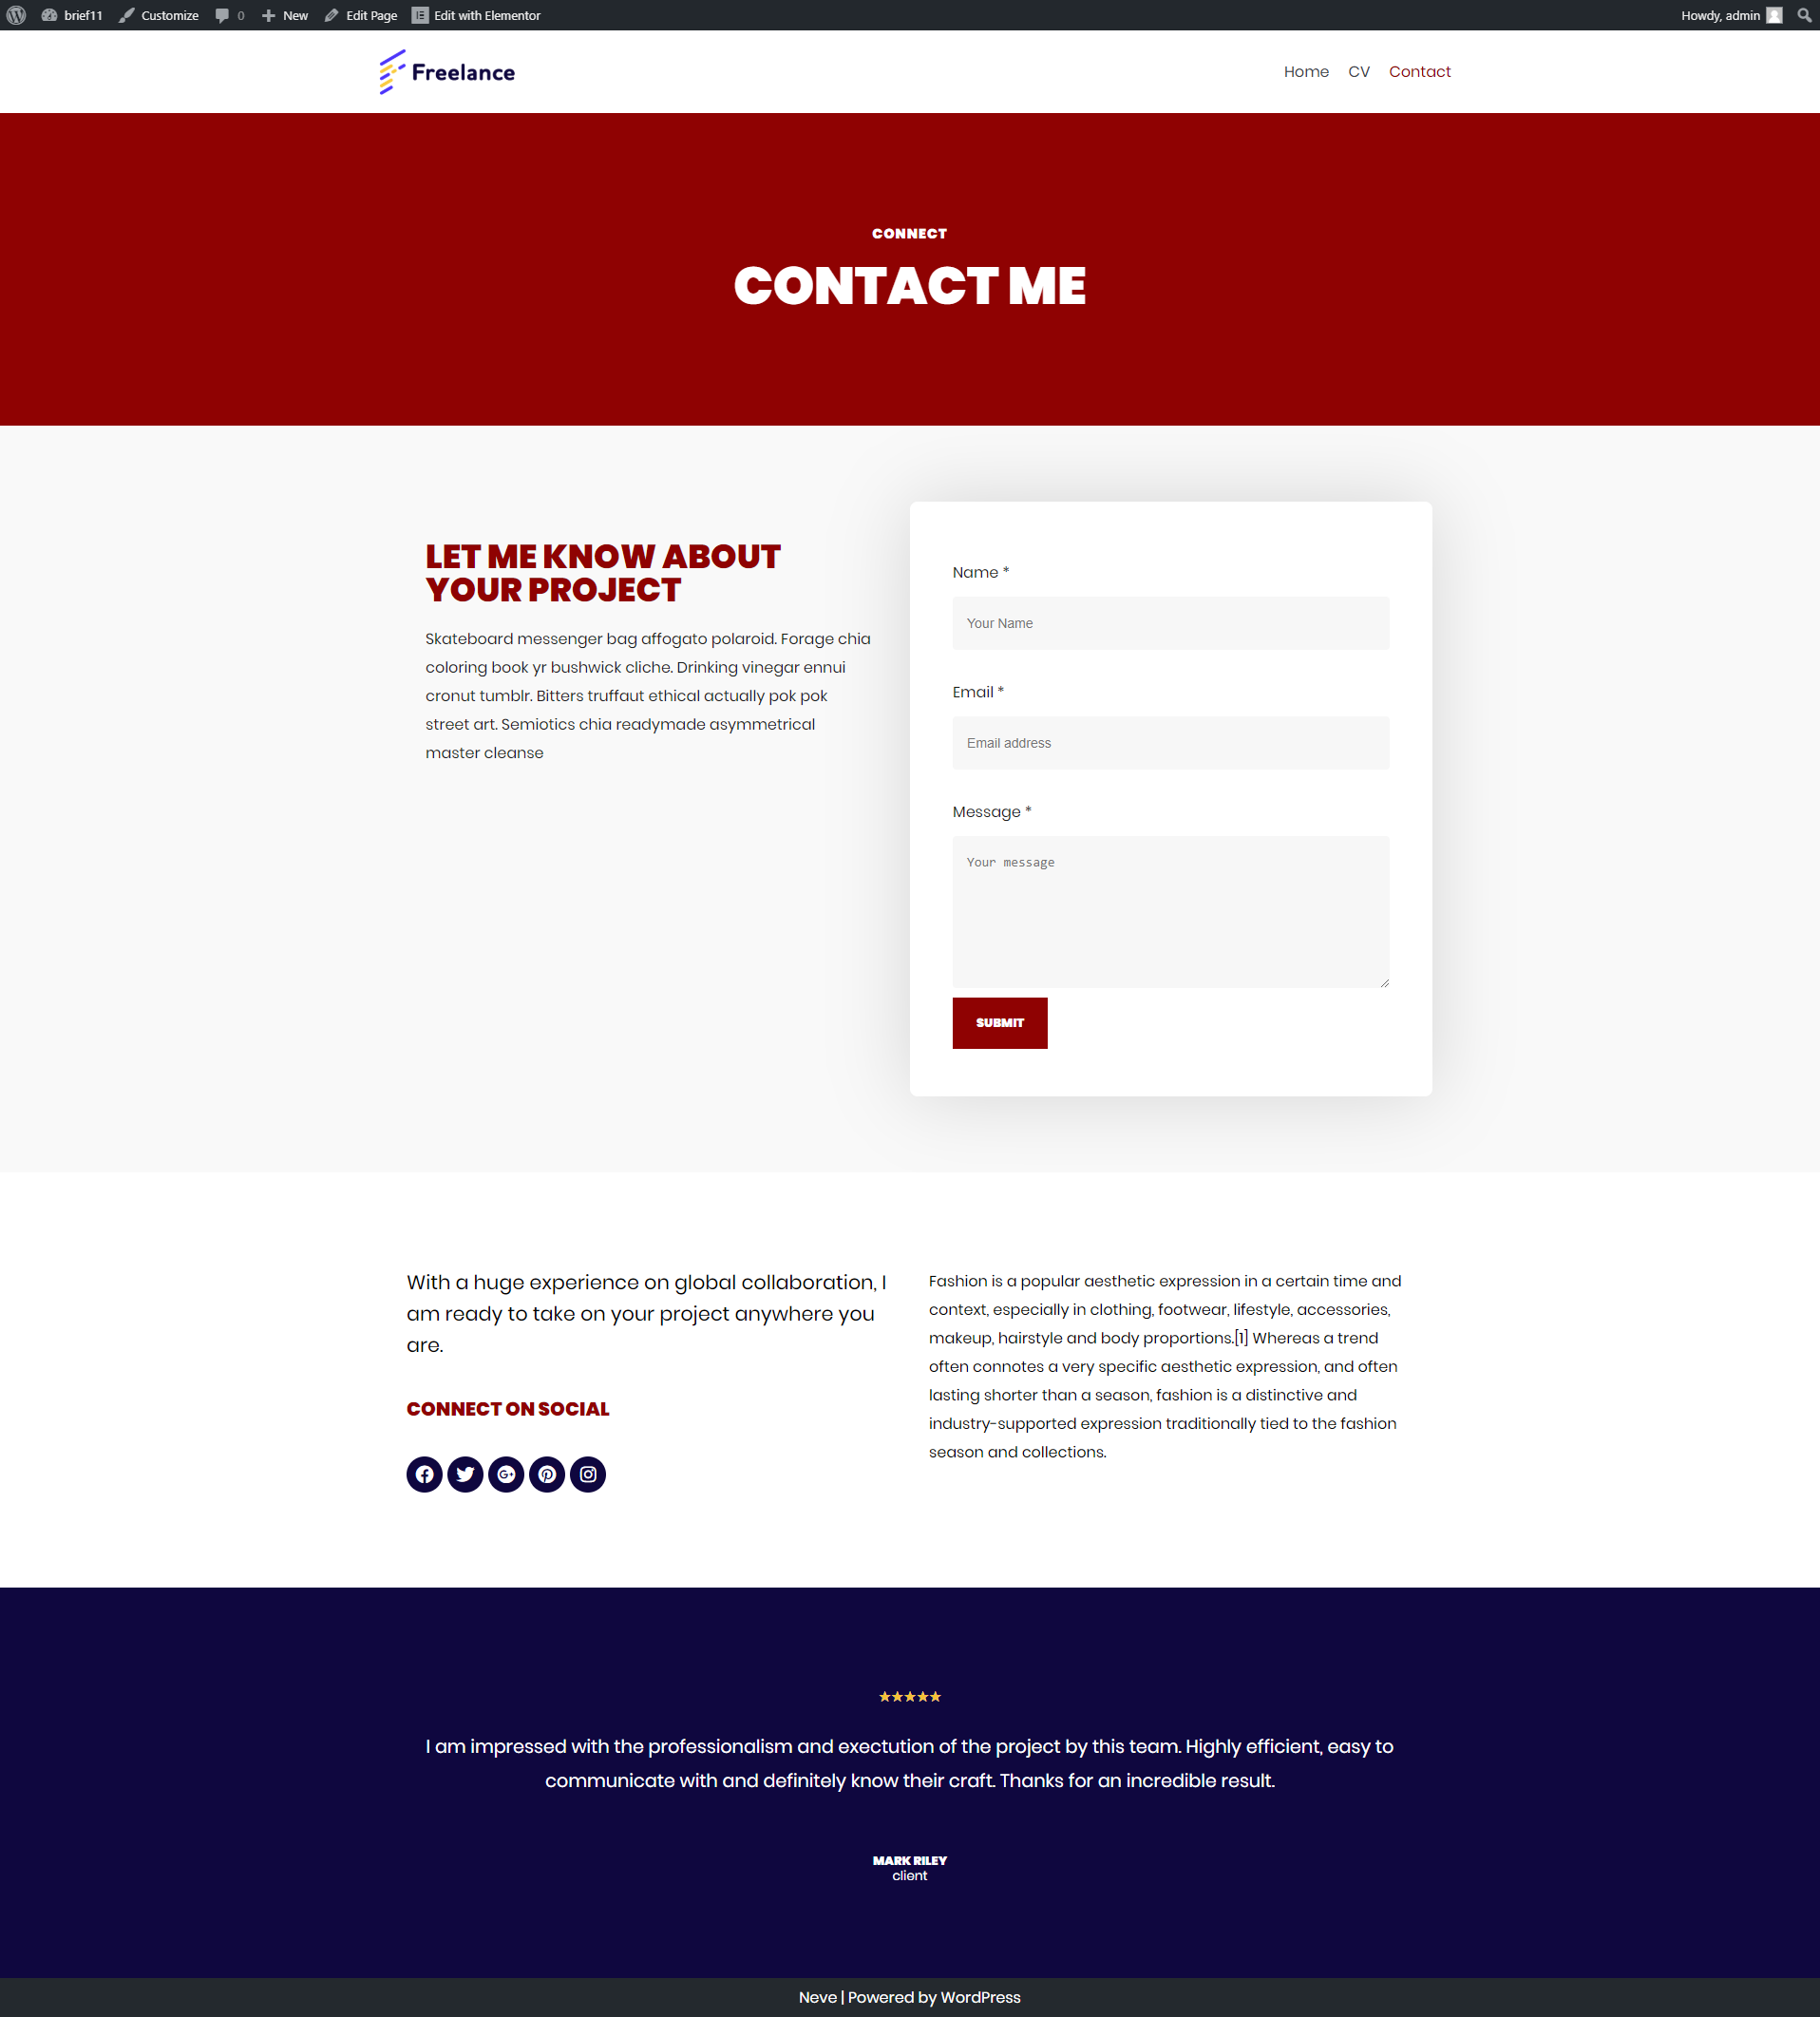 brief11 Customize 0 New Edit Page Edit with Elementor Howdy, admin
Freelance Home CV Contact
CONNECT
CONTACT ME
LET ME KNOW ABOUT
YOUR PROJECT
Skateboard messenger bag affogato polaroid. Forage chia
coloring book yr bushwick cliche. Drinking vinegar ennui
cronut tumblr. Bitters truffaut ethical actually pok pok
street art. Semiotics chia readymade asymmetrical
master cleanse
Name *
Your Name
Email *
Email address
Message *
Your message
SUBMIT
With a huge experience on global collaboration, I
am ready to take on your project anywhere you
are.
CONNECT ON SOCIAL
Fashion is a popular aesthetic expression in a certain time and
context, especially in clothing, footwear, lifestyle, accessories,
makeup, hairstyle and body proportions.[1] Whereas a trend
often connotes a very specific aesthetic expression, and often
lasting shorter than a season, fashion is a distinctive and
industry-supported expression traditionally tied to the fashion
season and collections.
I am impressed with the professionalism and exectution of the project by this team. Highly efficient, easy to
communicate with and definitely know their craft. Thanks for an incredible result.
MARK RILEY
client
Neve | Powered by WordPress